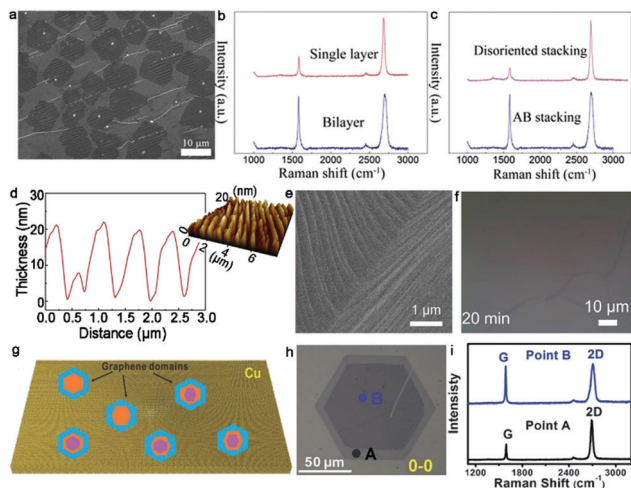 a
10 μm
b
Intensity (a.u.)
Single layer
Bilayer
1000 1500 2000 2500 3000
Raman shift (cm⁻¹)
c
Intensity (a.u.)
Disoriented stacking
AB stacking
1000 1500 2000 2500 3000
Raman shift (cm⁻¹)
d
Thickness (nm)
30
20
10
0
0.0 0.5 1.0 1.5 2.0 2.5 3.0
Distance (μm)
(nm)
20
0
0 2 4 6
(μm)
e
1 μm
f
20 min
10 μm
g
Graphene domains
Cu
h
B
A
50 μm
0-0
i
Intensisty
G
Point B
2D
G
Point A
2D
1200 1800 2400 3000
Raman shift (cm⁻¹)